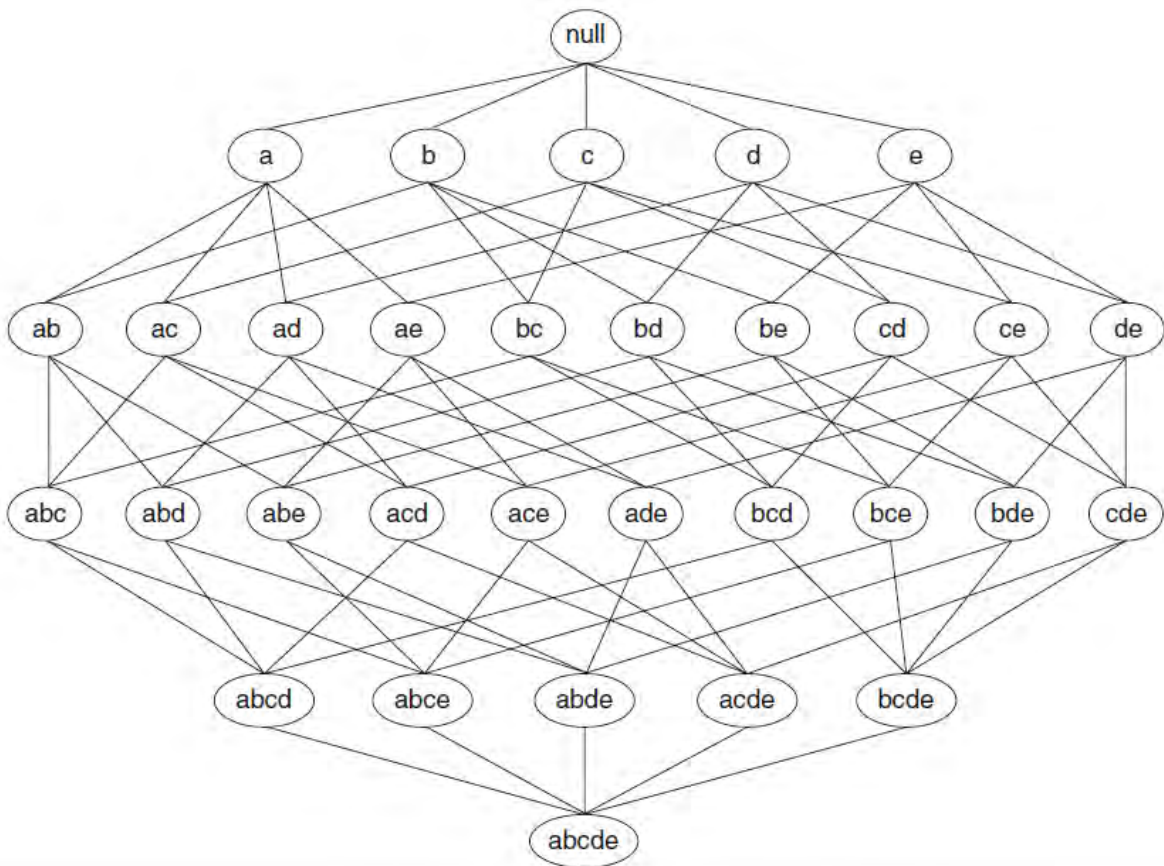 null
a b c d e
ab ac ad ae bc bd be cd ce de
abc abd abe acd ace ade bcd bce bde cde
abcd abce abde acde bcde
abcde